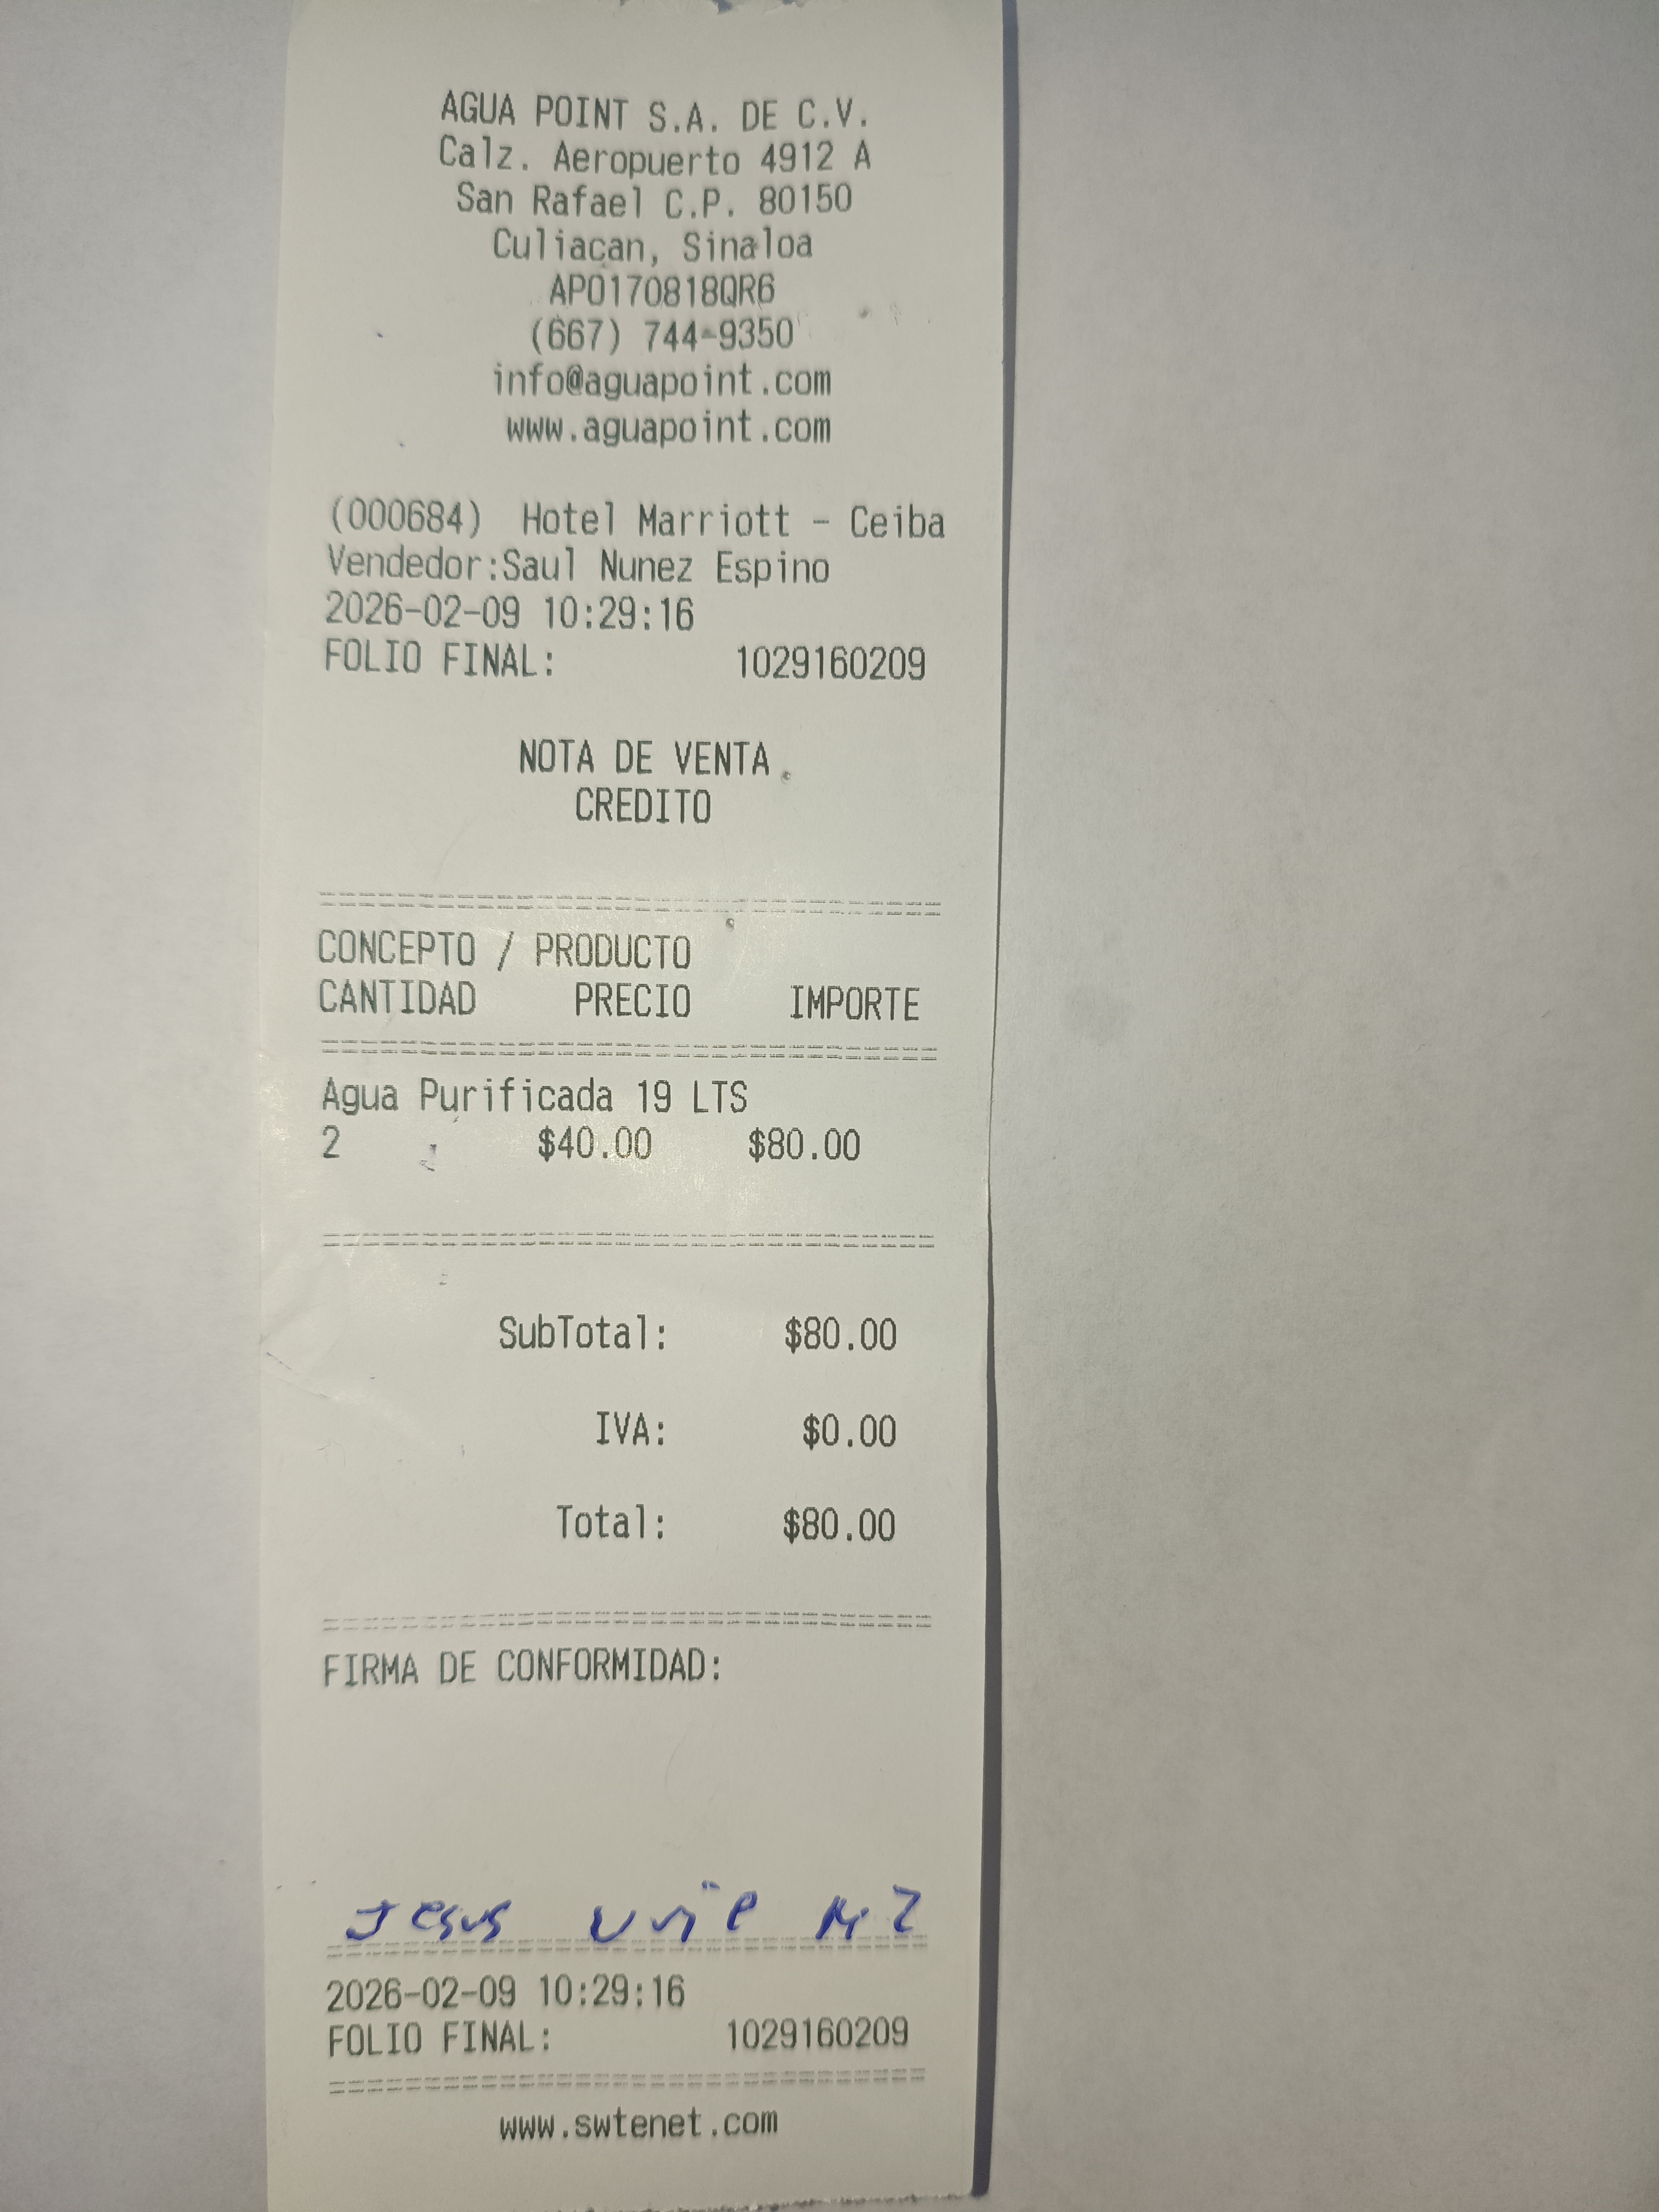 AGUA POINT S.A. DE C.V.
Calz. Aeropuerto 4912 A
San Rafael C.P. 80150
Culiacan, Sinaloa
APO170818QR6
(667) 744-9350
info@aguapoint.com
www.aguapoint.com
(000684) Hotel Marriott - Ceiba
Vendedor:Saul Nunez Espino
2026-02-09 10:29:16
FOLIO FINAL: 1029160209
NOTA DE VENTA
CREDITO
CONCEPTO / PRODUCTO
CANTIDAD PRECIO IMPORTE
Agua Purificada 19 LTS
2 $40.00 $80.00
SubTotal: $80.00
IVA: $0.00
Total: $80.00
FIRMA DE CONFORMIDAD:
Jesus
2026-02-09 10:29:16
FOLIO FINAL: 1029160209
www.swtenet.com